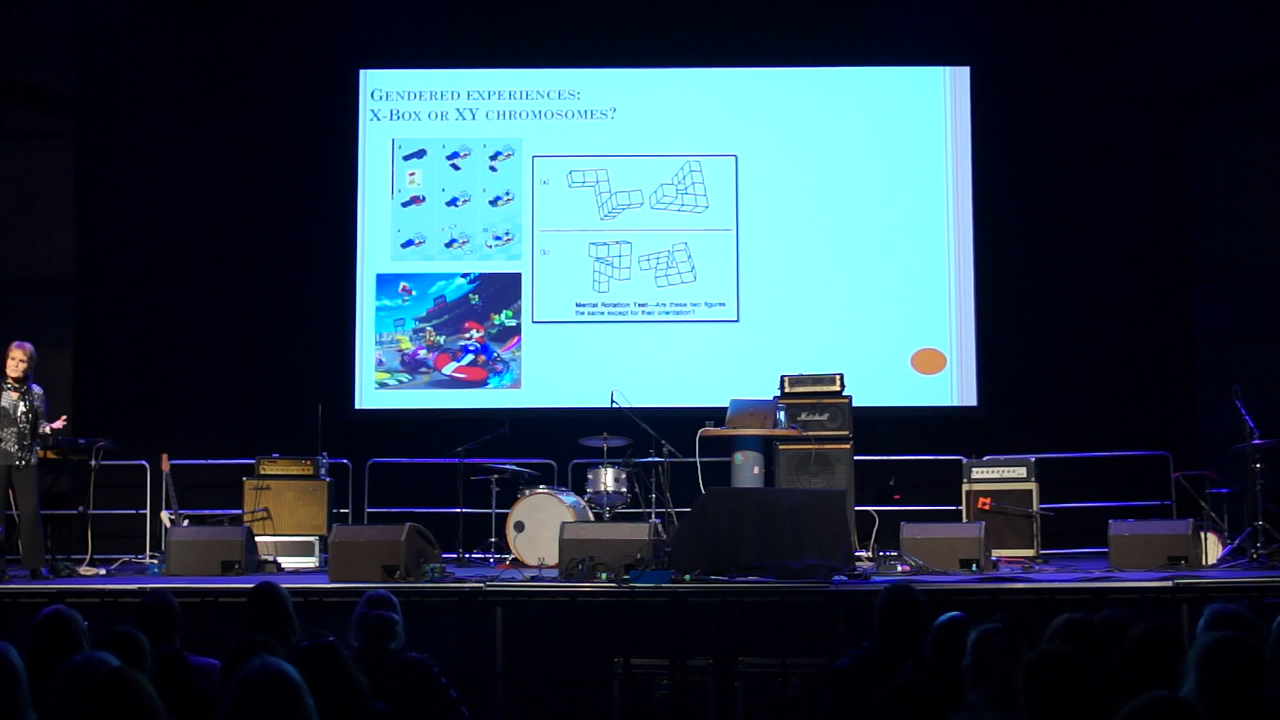 GENDERED EXPERIENCES:
X-BOX OR XY CHROMOSOMES?
(a)
(b)
Mental Rotation Test—Are these two figures
the same except for their orientation?
Marshall